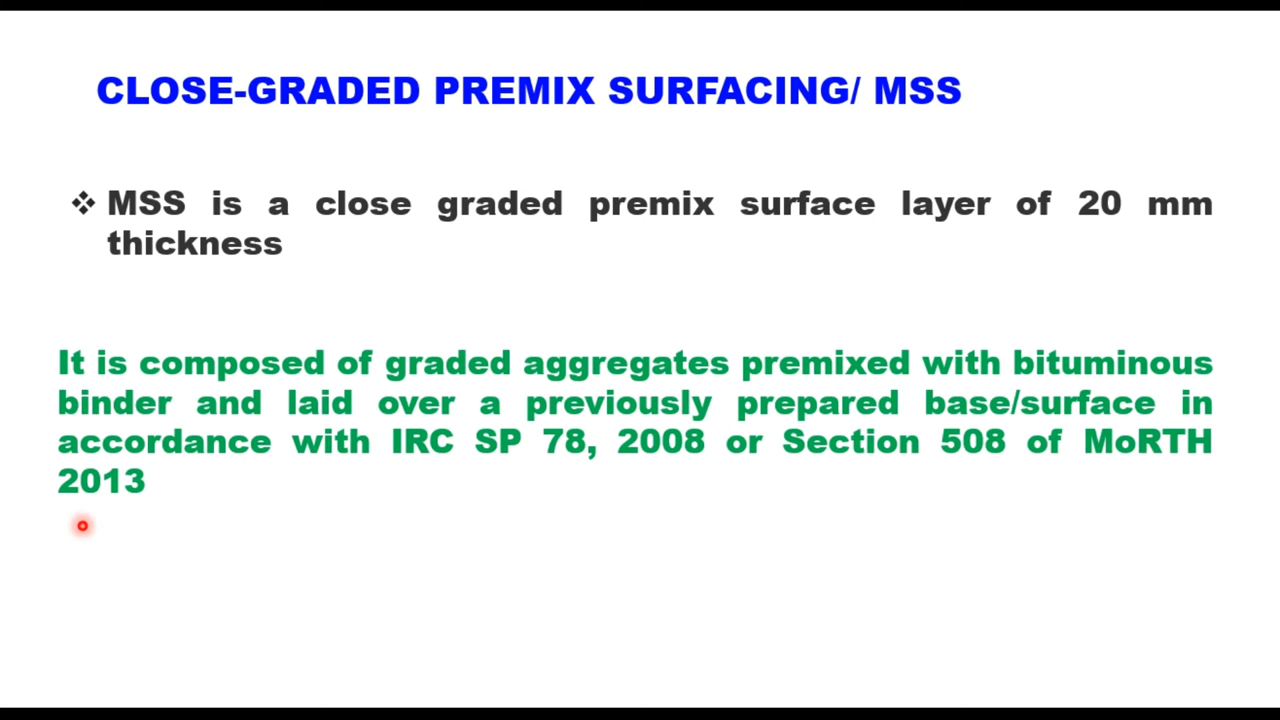 CLOSE-GRADED PREMIX SURFACING/ MSS
❖ MSS is a close graded premix surface layer of 20 mm
thickness
It is composed of graded aggregates premixed with bituminous
binder and laid over a previously prepared base/surface in
accordance with IRC SP 78, 2008 or Section 508 of MoRTH
2013